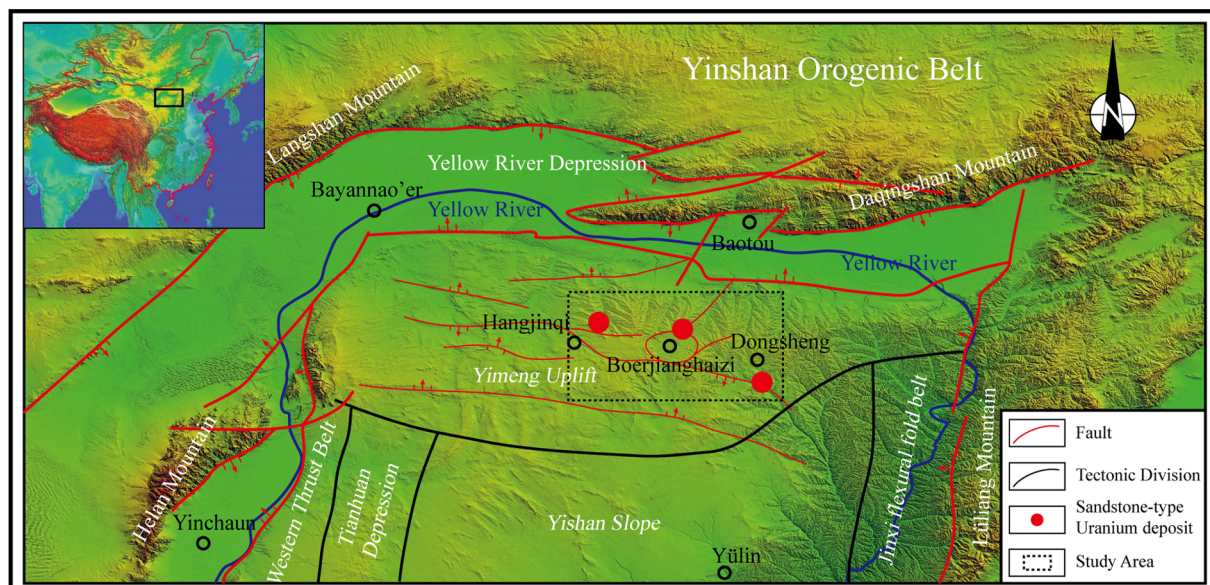 Yinshan Orogenic Belt
N
Langshan Mountain
Yellow River Depression
Daqingshan Mountain
Bayannao'er
Yellow River
Baotou
Yellow River
Hangjinqi
Boerjianghaizi
Dongsheng
Yimeng Uplift
Helan Mountain
Western Thrust Belt
Tianhuan
Depression
Yinchaun
Yishan Slope
Yülin
Jinxi flexural fold belt
Lüliang Mountain
Fault
Tectonic Division
Sandstone-type
Uranium deposit
Study Area